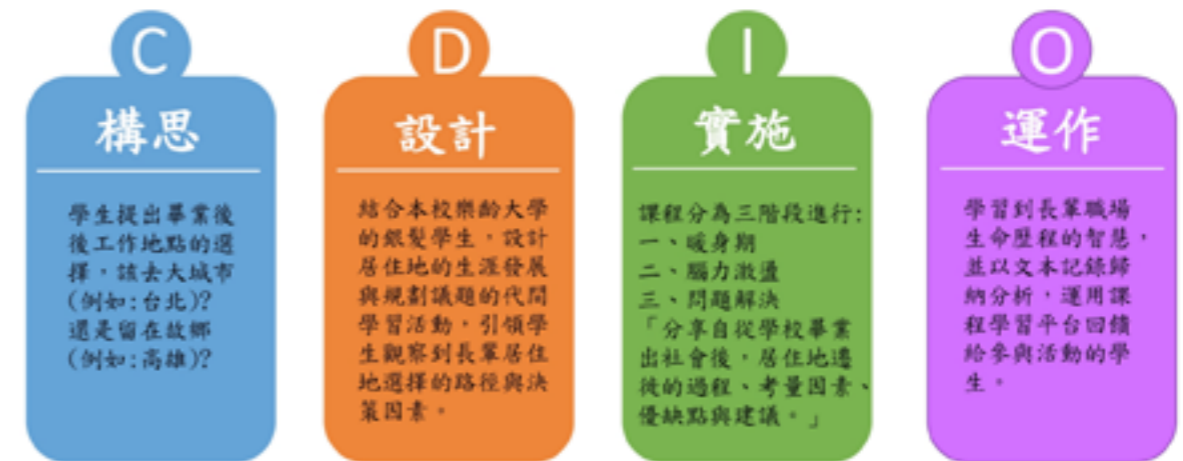 C
構思
學生提出畢業後
後工作地點的選
擇，該去大城市
(例如:台北)?
還是留在故鄉
(例如:高雄)?
D
設計
結合本校樂齡大學
的銀髮學生，設計
居住地的生涯發展
與規劃議題的代間
學習活動，引領學
生觀察到長輩居住
地選擇的路徑與決
策因素。
I
實施
課程分為三階段進行:
一、暖身期
二、腦力激盪
三、問題解決
「分享自從學校畢業
出社會後，居住地遷
徙的過程、考量因素、
優缺點與建議。」
O
運作
學習到長輩職場
生命歷程的智慧，
並以文本記錄歸
納分析，運用課
程學習平台回饋
給參與活動的學
生。